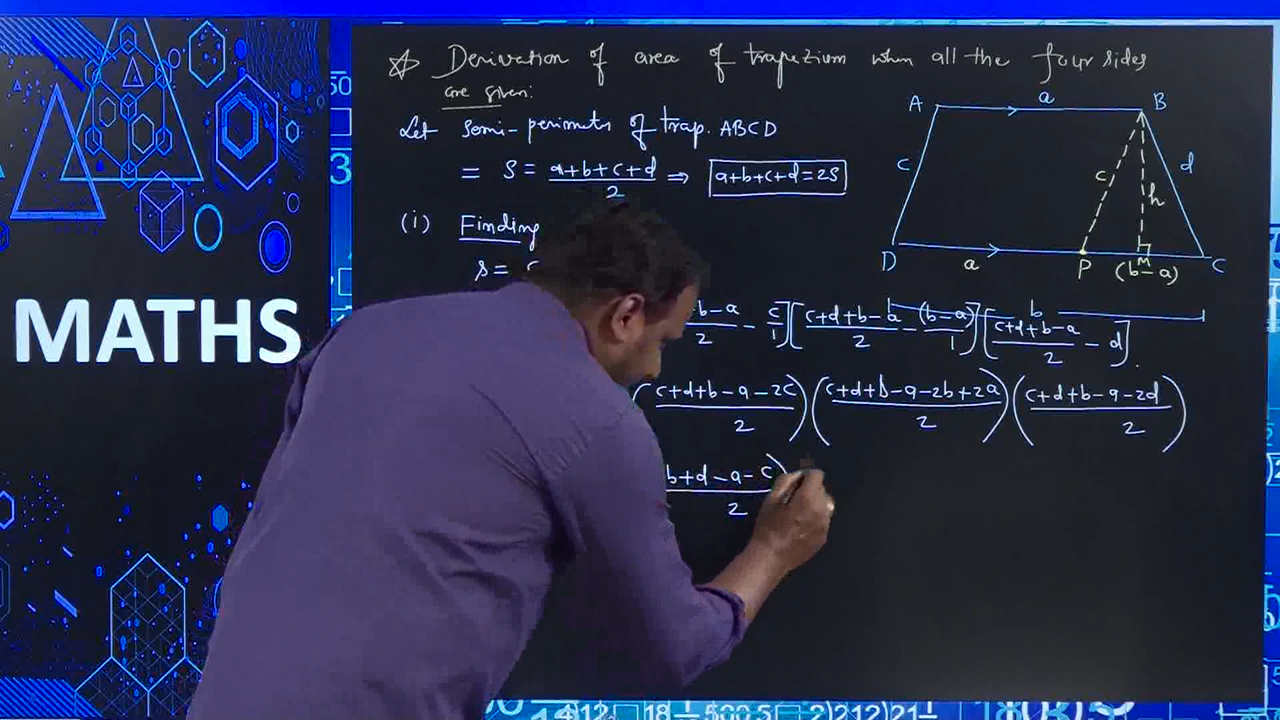 ☆ Derivation of area of trapezium when all the four sides
are given:
Let Semi-perimets of trap. ABCD
= S = (a+b+c+d)/2 ⇒ a+b+c+d=2S
(i) Finding
s=
b-a/2 - c/1][(c+d+b-a)/2 - (b-a)/1][(c+d+b-a)/2 - d].
((c+d+b-a-2c)/2)((c+d+b-a-2b+2a)/2)((c+d+b-a-2d)/2)
b+d-a-c)/2
A a B
c c h d
D a P M C
(b-a)
b
MATHS